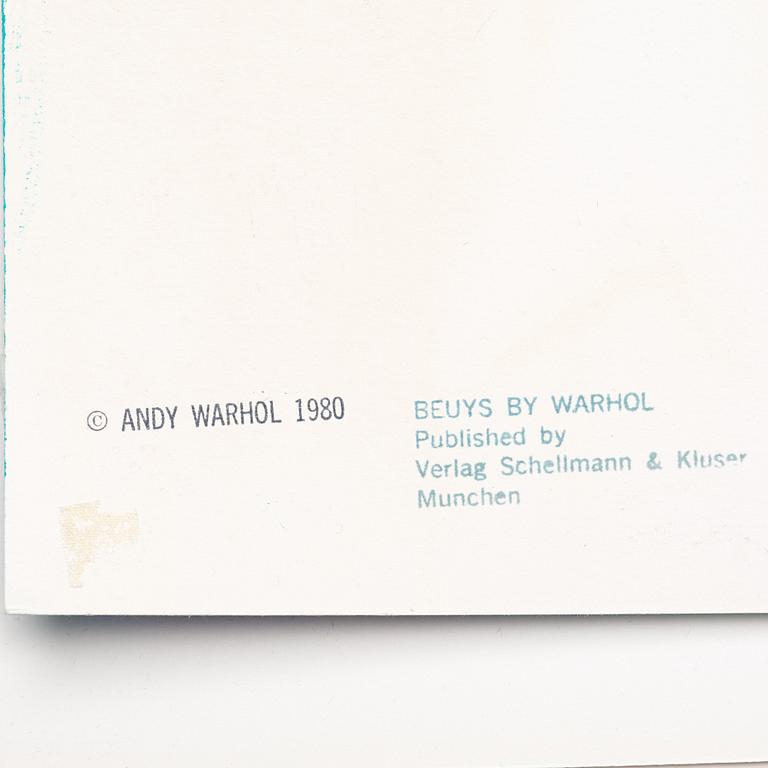 © ANDY WARHOL 1980
BEUYS BY WARHOL
Published by
Verlag Schellmann & Kluser
Munchen